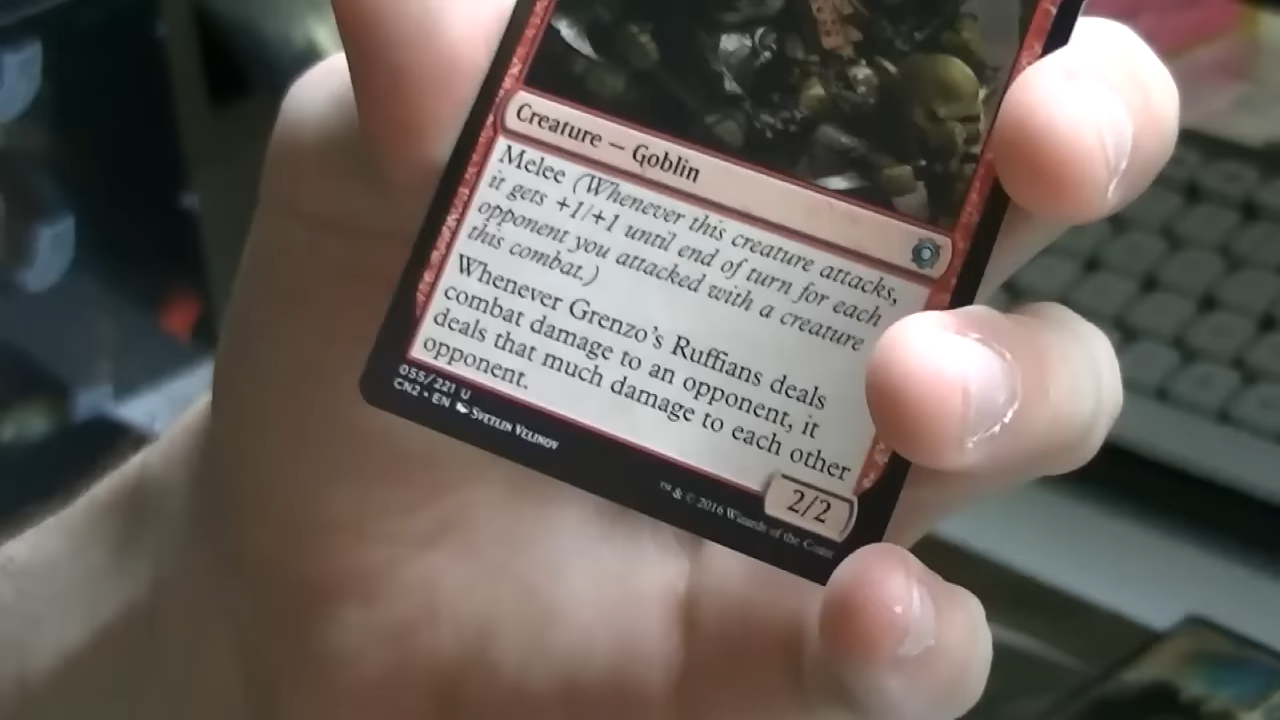 Creature — Goblin
Melee (Whenever this creature attacks,
it gets +1/+1 until end of turn for each
opponent you attacked with a creature
this combat.)
Whenever Grenzo's Ruffians deals
combat damage to an opponent, it
deals that much damage to each other
opponent.
2/2
055/221 U
CN2 • EN Svetlin Velinov
™ & © 2016 Wizards of the Coast